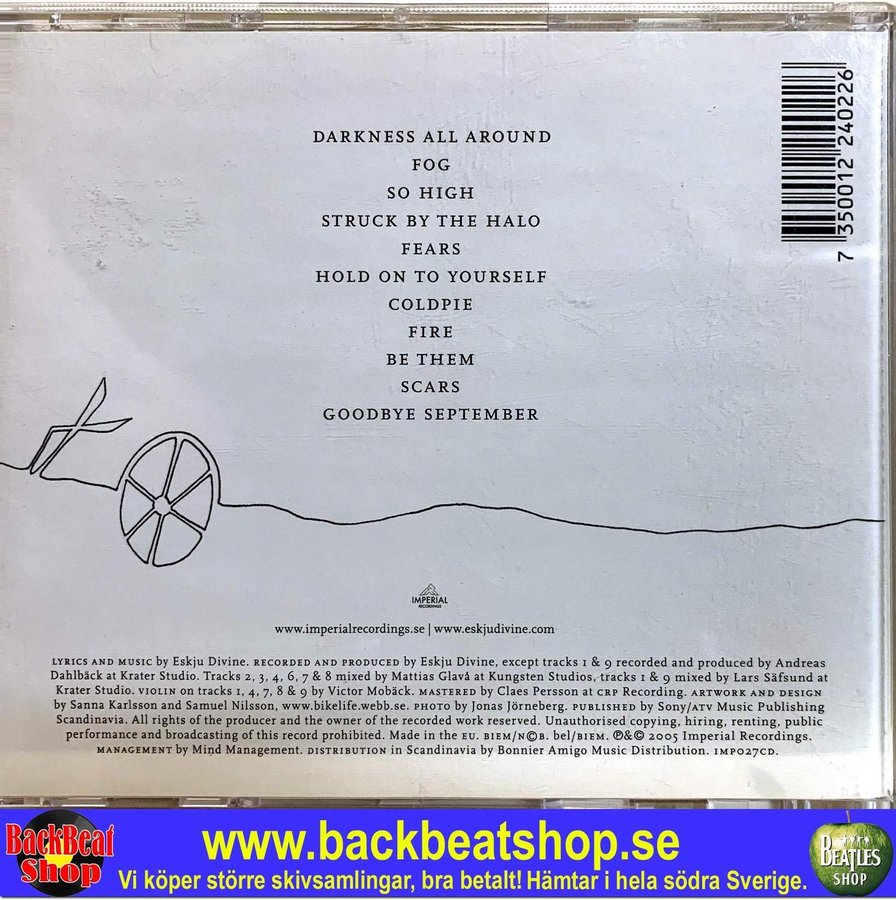 DARKNESS ALL AROUND
FOG
SO HIGH
STRUCK BY THE HALO
FEARS
HOLD ON TO YOURSELF
COLDPIE
FIRE
BE THEM
SCARS
GOODBYE SEPTEMBER
7 350012 240226
IMPERIAL
RECORDINGS
www.imperialrecordings.se | www.eskjudivine.com
LYRICS AND MUSIC by Eskju Divine. RECORDED AND PRODUCED by Eskju Divine, except tracks 1 & 9 recorded and produced by Andreas
Dahlbäck at Krater Studio. Tracks 2, 3, 4, 6, 7 & 8 mixed by Mattias Glavå at Kungsten Studios, tracks 1 & 9 mixed by Lars Säfsund at
Krater Studio. VIOLIN on tracks 1, 4, 7, 8 & 9 by Victor Mobäck. MASTERED by Claes Persson at CRP Recording. ARTWORK AND DESIGN
by Sanna Karlsson and Samuel Nilsson, www.bikelife.webb.se. PHOTO by Jonas Jörneberg. PUBLISHED by Sony/ATV Music Publishing
Scandinavia. All rights of the producer and the owner of the recorded work reserved. Unauthorised copying, hiring, renting, public
performance and broadcasting of this record prohibited. Made in the EU. BIEM/N©B. bel/BIEM. ℗&© 2005 Imperial Recordings.
MANAGEMENT by Mind Management. DISTRIBUTION in Scandinavia by Bonnier Amigo Music Distribution. IMP027CD.
BackBeat
Shop
www.backbeatshop.se
Vi köper större skivsamlingar, bra betalt! Hämtar i hela södra Sverige.
BEATLES
SHOP